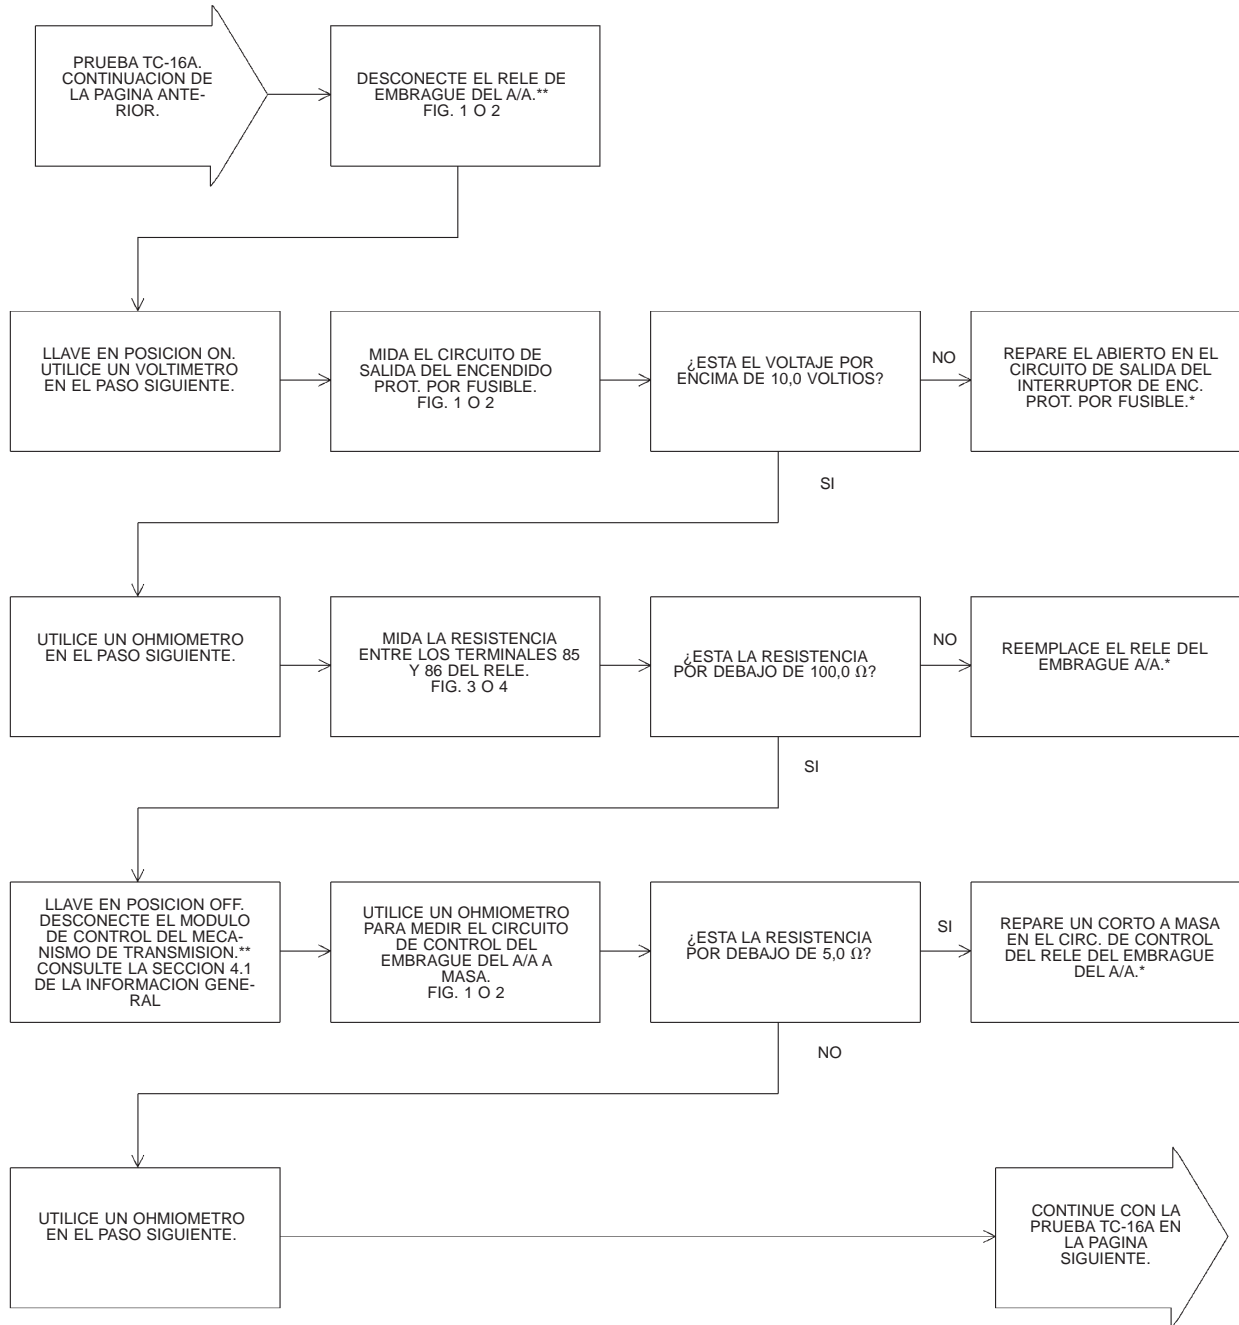 PRUEBA TC-16A.
CONTINUACION DE
LA PAGINA ANTE-
RIOR.
DESCONECTE EL RELE DE
EMBRAGUE DEL A/A.**
FIG. 1 O 2
LLAVE EN POSICION ON.
UTILICE UN VOLTIMETRO
EN EL PASO SIGUIENTE.
MIDA EL CIRCUITO DE
SALIDA DEL ENCENDIDO
PROT. POR FUSIBLE.
FIG. 1 O 2
¿ESTA EL VOLTAJE POR
ENCIMA DE 10,0 VOLTIOS?
NO
REPARE EL ABIERTO EN EL
CIRCUITO DE SALIDA DEL
INTERRUPTOR DE ENC.
PROT. POR FUSIBLE.*
SI
UTILICE UN OHMIOMETRO
EN EL PASO SIGUIENTE.
MIDA LA RESISTENCIA
ENTRE LOS TERMINALES 85
Y 86 DEL RELE.
FIG. 3 O 4
¿ESTA LA RESISTENCIA
POR DEBAJO DE 100,0 Ω?
NO
REEMPLACE EL RELE DEL
EMBRAGUE A/A.*
SI
LLAVE EN POSICION OFF.
DESCONECTE EL MODULO
DE CONTROL DEL MECA-
NISMO DE TRANSMISION.**
CONSULTE LA SECCION 4.1
DE LA INFORMACION GENE-
RAL
UTILICE UN OHMIOMETRO
PARA MEDIR EL CIRCUITO
DE CONTROL DEL
EMBRAGUE DEL A/A A
MASA.
FIG. 1 O 2
¿ESTA LA RESISTENCIA
POR DEBAJO DE 5,0 Ω?
SI
REPARE UN CORTO A MASA
EN EL CIRC. DE CONTROL
DEL RELE DEL EMBRAGUE
DEL A/A.*
NO
UTILICE UN OHMIOMETRO
EN EL PASO SIGUIENTE.
CONTINUE CON LA
PRUEBA TC-16A EN
LA PAGINA
SIGUIENTE.